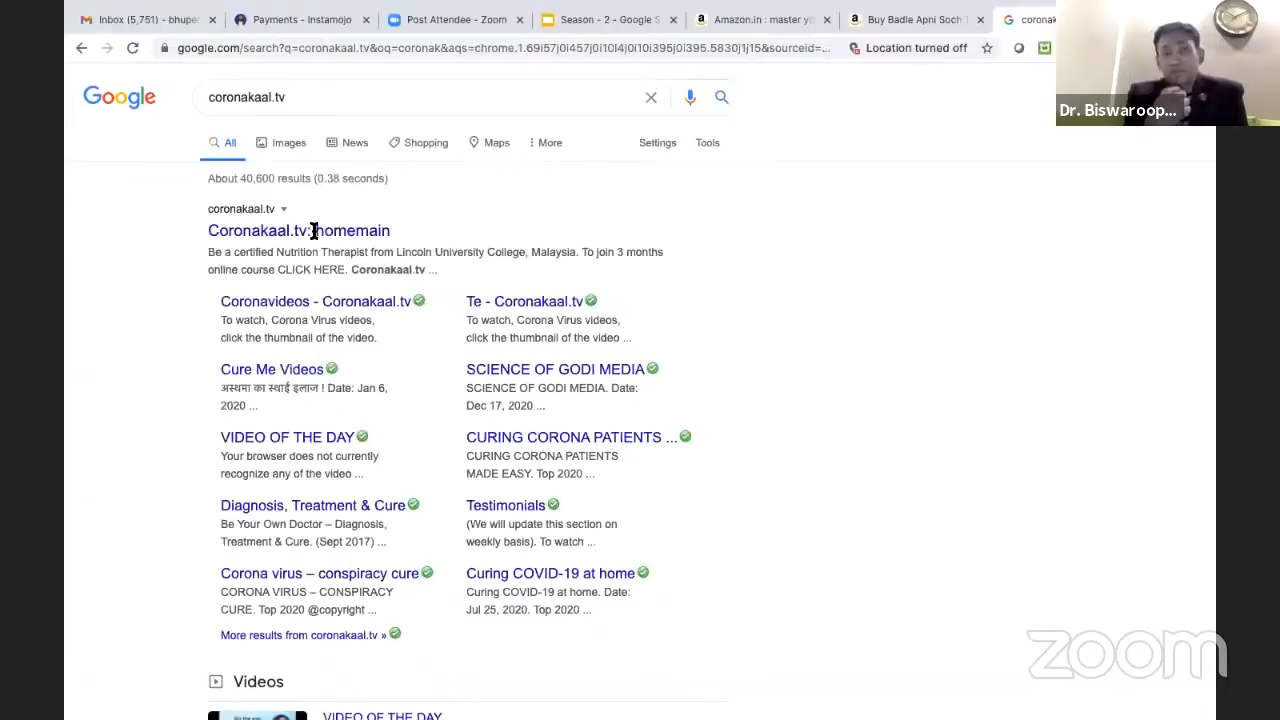 Inbox (5,751) - bhupe
Payments - Instamojo
Post Attendee - Zoom
Season - 2 - Google S
Amazon.in : master yo
Buy Badle Apni Soch T
coronak
google.com/search?q=coronakaal.tv&oq=coronak&aqs=chrome.1.69i57j0i457j0i10l4j0i10i395j0i395.5830j1j15&sourceid=...
Location turned off
Dr. Biswaroop...
Google
coronakaal.tv
All
Images
News
Shopping
Maps
More
Settings
Tools
About 40,600 results (0.38 seconds)
coronakaal.tv
Coronakaal.tv: homemain
Be a certified Nutrition Therapist from Lincoln University College, Malaysia. To join 3 months
online course CLICK HERE. Coronakaal.tv ...
Coronavideos - Coronakaal.tv
To watch, Corona Virus videos,
click the thumbnail of the video.
Te - Coronakaal.tv
To watch, Corona Virus videos,
click the thumbnail of the video ...
Cure Me Videos
अस्थमा का स्थाई इलाज ! Date: Jan 6,
2020 ...
SCIENCE OF GODI MEDIA
SCIENCE OF GODI MEDIA. Date:
Dec 17, 2020 ...
VIDEO OF THE DAY
Your browser does not currently
recognize any of the video ...
CURING CORONA PATIENTS ...
CURING CORONA PATIENTS
MADE EASY. Top 2020 ...
Diagnosis, Treatment & Cure
Be Your Own Doctor – Diagnosis,
Treatment & Cure. (Sept 2017) ...
Testimonials
(We will update this section on
weekly basis). To watch ...
Corona virus – conspiracy cure
CORONA VIRUS – CONSPIRACY
CURE. Top 2020 @copyright ...
Curing COVID-19 at home
Curing COVID-19 at home. Date:
Jul 25, 2020. Top 2020 ...
More results from coronakaal.tv »
zoom
Videos
VIDEO OF THE DAY